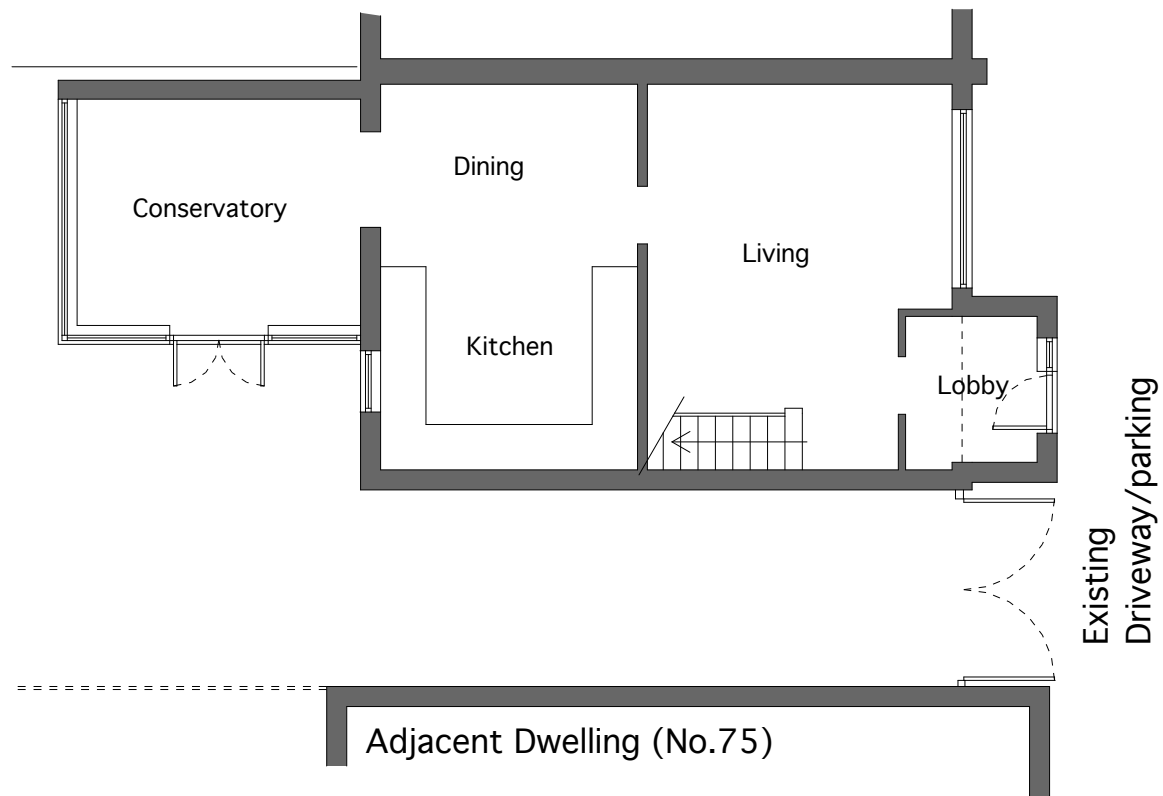 Dining
Conservatory
Living
Kitchen
Lobby
Existing
Driveway/parking
Adjacent Dwelling (No.75)